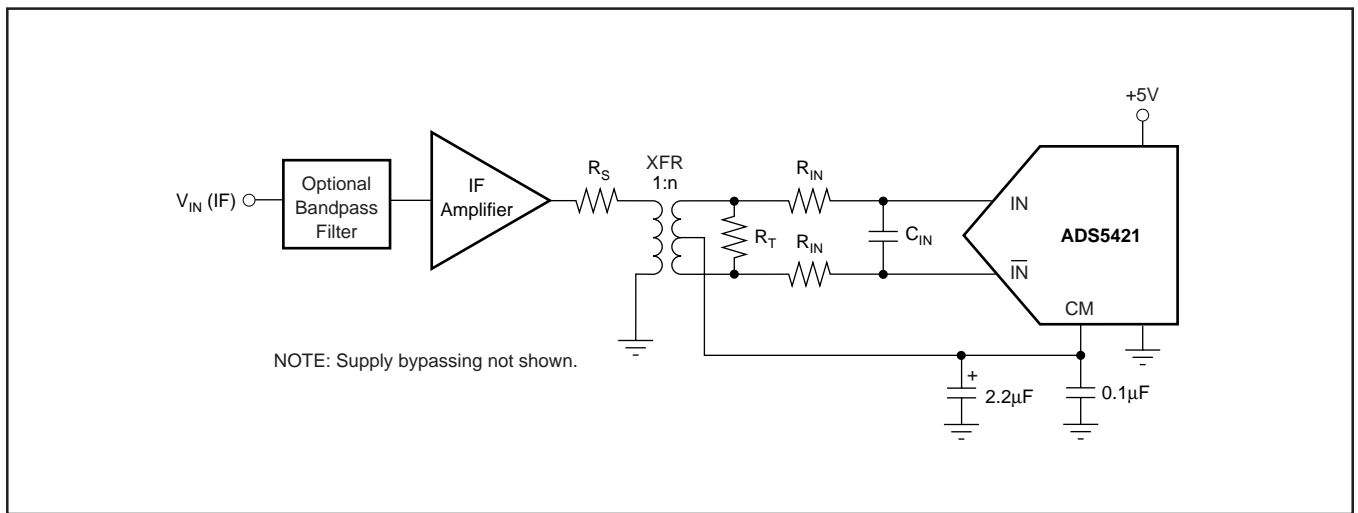 +5V
V_IN (IF)
Optional
Bandpass
Filter
IF
Amplifier
R_S
XFR
1:n
R_T
R_IN
R_IN
C_IN
IN
I̅N̅
ADS5421
CM
NOTE: Supply bypassing not shown.
+
2.2µF
0.1µF